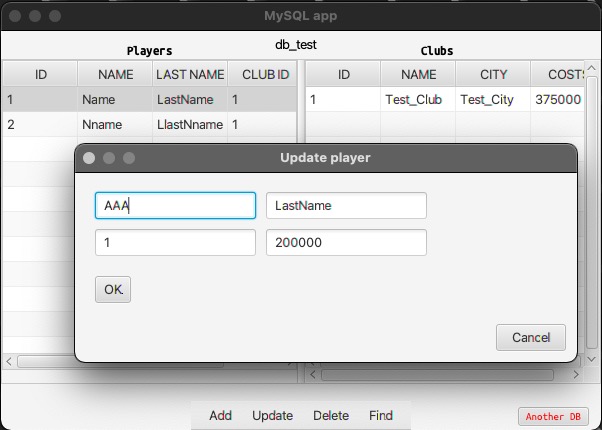 MySQL app
db_test
Players
Clubs
ID NAME LAST NAME CLUB ID
1 Name LastName 1
2 Nname LlastNname 1
ID NAME CITY COSTS
1 Test_Club Test_City 375000
Update player
AAA LastName
1 200000
OK.
Cancel
Add Update Delete Find
Another DB